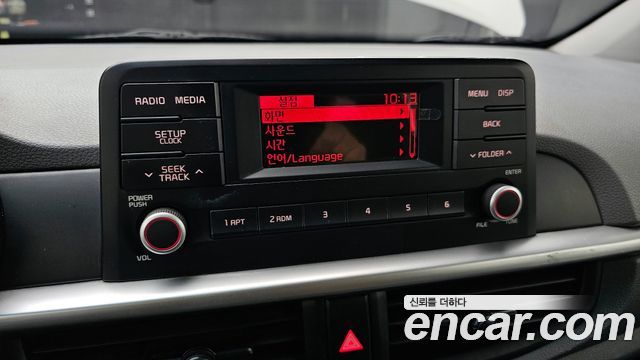 RADIO MEDIA
SETUP
CLOCK
SEEK
TRACK
POWER
PUSH
VOL
설정 10:13
화면
사운드
시간
언어/Language
MENU DISP
BACK
FOLDER
ENTER
FILE TUNE
1 RPT 2 RDM 3 4 5 6
신뢰를 더하다
encar.com